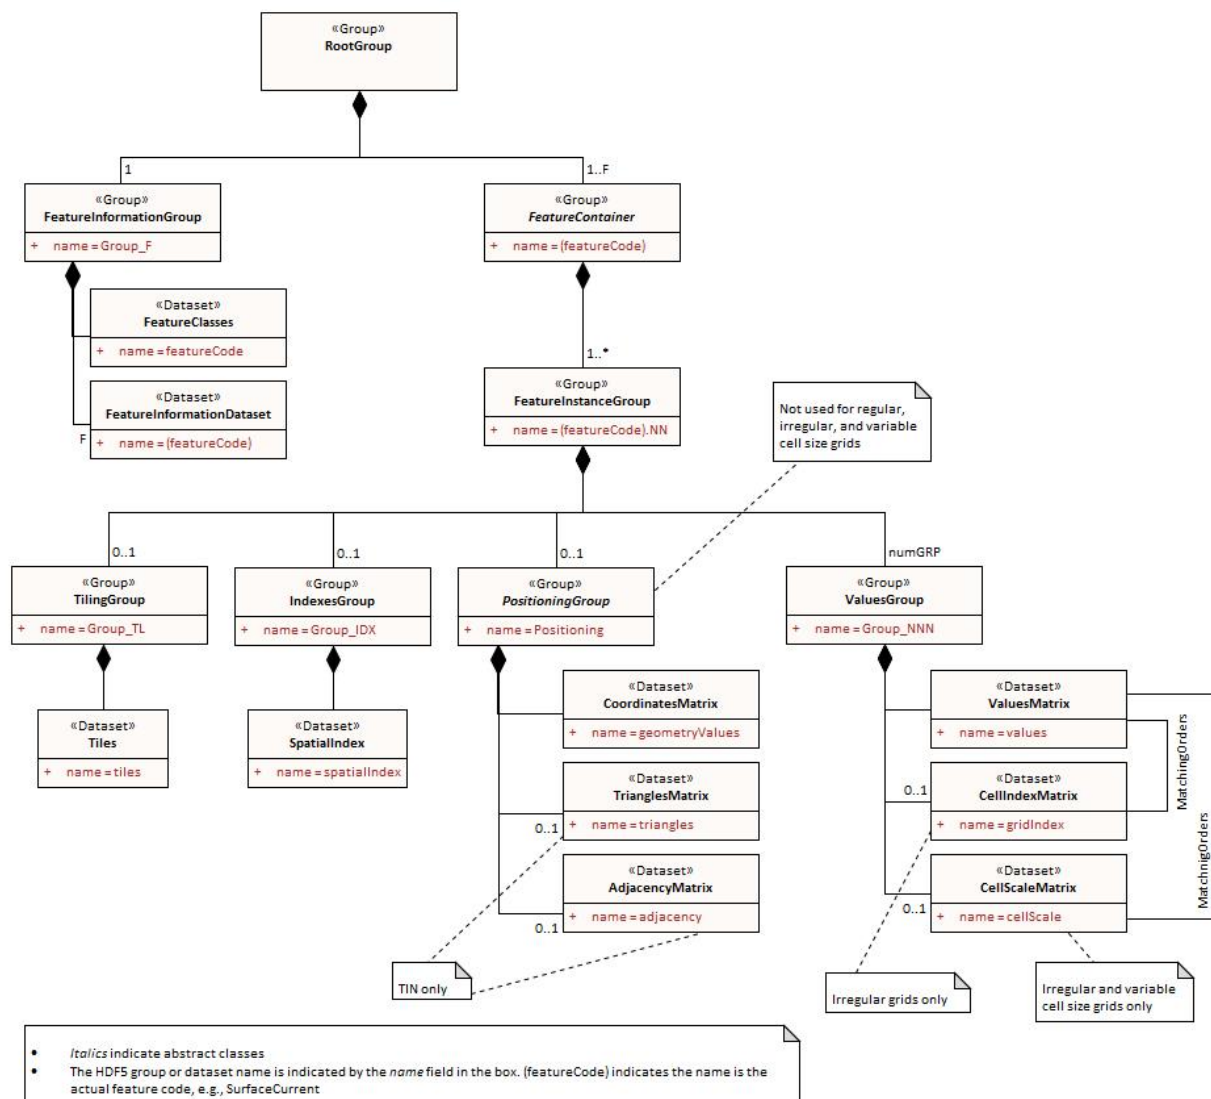 «Group»
RootGroup
1
1..F
«Group»
FeatureInformationGroup
+ name = Group_F
«Group»
FeatureContainer
+ name = (featureCode)
«Dataset»
FeatureClasses
+ name = featureCode
«Dataset»
FeatureInformationDataset
+ name = (featureCode)
F
1..*
«Group»
FeatureInstanceGroup
+ name = (featureCode).NN
Not used for regular,
irregular, and variable
cell size grids
0..1
0..1
0..1
numGRP
«Group»
TilingGroup
+ name = Group_TL
«Group»
IndexesGroup
+ name = Group_IDX
«Group»
PositioningGroup
+ name = Positioning
«Group»
ValuesGroup
+ name = Group_NNN
«Dataset»
Tiles
+ name = tiles
«Dataset»
SpatialIndex
+ name = spatialIndex
«Dataset»
CoordinatesMatrix
+ name = geometryValues
«Dataset»
TrianglesMatrix
+ name = triangles
0..1
«Dataset»
AdjacencyMatrix
+ name = adjacency
0..1
«Dataset»
ValuesMatrix
+ name = values
0..1
«Dataset»
CellIndexMatrix
+ name = gridIndex
«Dataset»
CellScaleMatrix
+ name = cellScale
0..1
MatchingOrders
MatchnigOrders
TIN only
Irregular grids only
Irregular and variable
cell size grids only
• Italics indicate abstract classes
• The HDF5 group or dataset name is indicated by the name field in the box. (featureCode) indicates the name is the
actual feature code, e.g., SurfaceCurrent